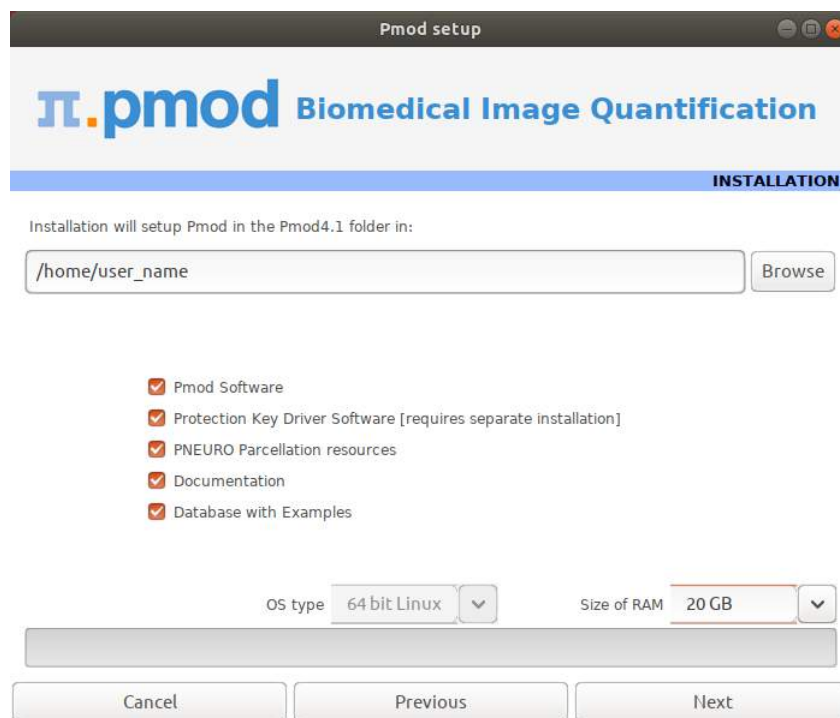 Pmod setup
π.pmod Biomedical Image Quantification
INSTALLATION
Installation will setup Pmod in the Pmod4.1 folder in:
/home/user_name Browse
Pmod Software
Protection Key Driver Software [requires separate installation]
PNEURO Parcellation resources
Documentation
Database with Examples
OS type 64 bit Linux Size of RAM 20 GB
Cancel Previous Next